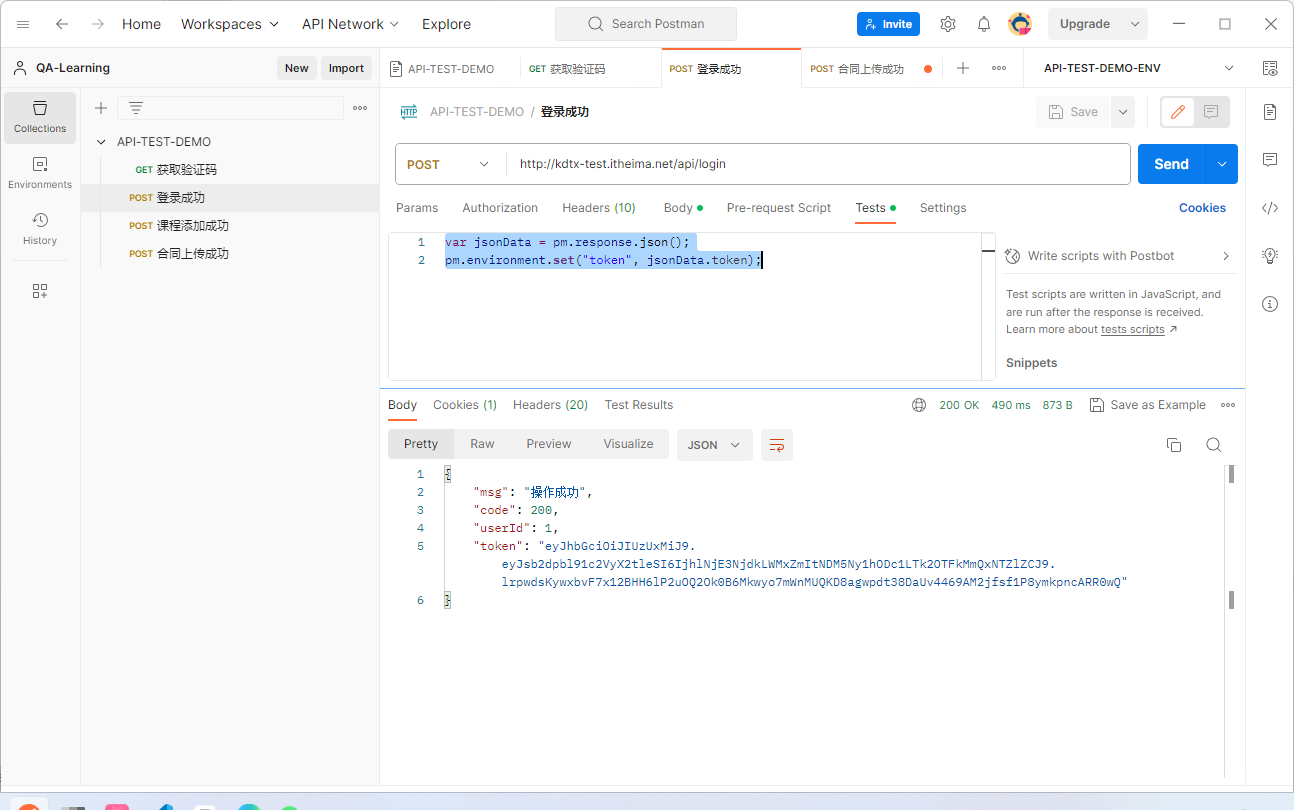 Home Workspaces API Network Explore Search Postman Invite Upgrade
QA-Learning New Import API-TEST-DEMO GET 获取验证码 POST 登录成功 POST 合同上传成功 API-TEST-DEMO-ENV
Collections
Environments
History
API-TEST-DEMO
GET 获取验证码
POST 登录成功
POST 课程添加成功
POST 合同上传成功
HTTP API-TEST-DEMO / 登录成功 Save
POST http://kdtx-test.itheima.net/api/login Send
Params Authorization Headers (10) Body Pre-request Script Tests Settings Cookies
1 var jsonData = pm.response.json();
2 pm.environment.set("token", jsonData.token);
Write scripts with Postbot
Test scripts are written in JavaScript, and
are run after the response is received.
Learn more about tests scripts ↗
Snippets
Body Cookies (1) Headers (20) Test Results 200 OK 490 ms 873 B Save as Example
Pretty Raw Preview Visualize JSON
1 {
2 "msg": "操作成功",
3 "code": 200,
4 "userId": 1,
5 "token": "eyJhbGciOiJIUzUxMiJ9.
eyJsb2dpbl91c2VyX2tleSI6IjhlNjE3NjdkLWMxZmItNDM5Ny1hODc1LTk2OTFkMmQxNTZlZCJ9.
lrpwdsKywxbvF7x12BHH6lP2uOQ2Ok0B6Mkwyo7mWnMUQKD8agwpdt38DaUv4469AM2jfsf1P8ymkpncARR0wQ"
6 }